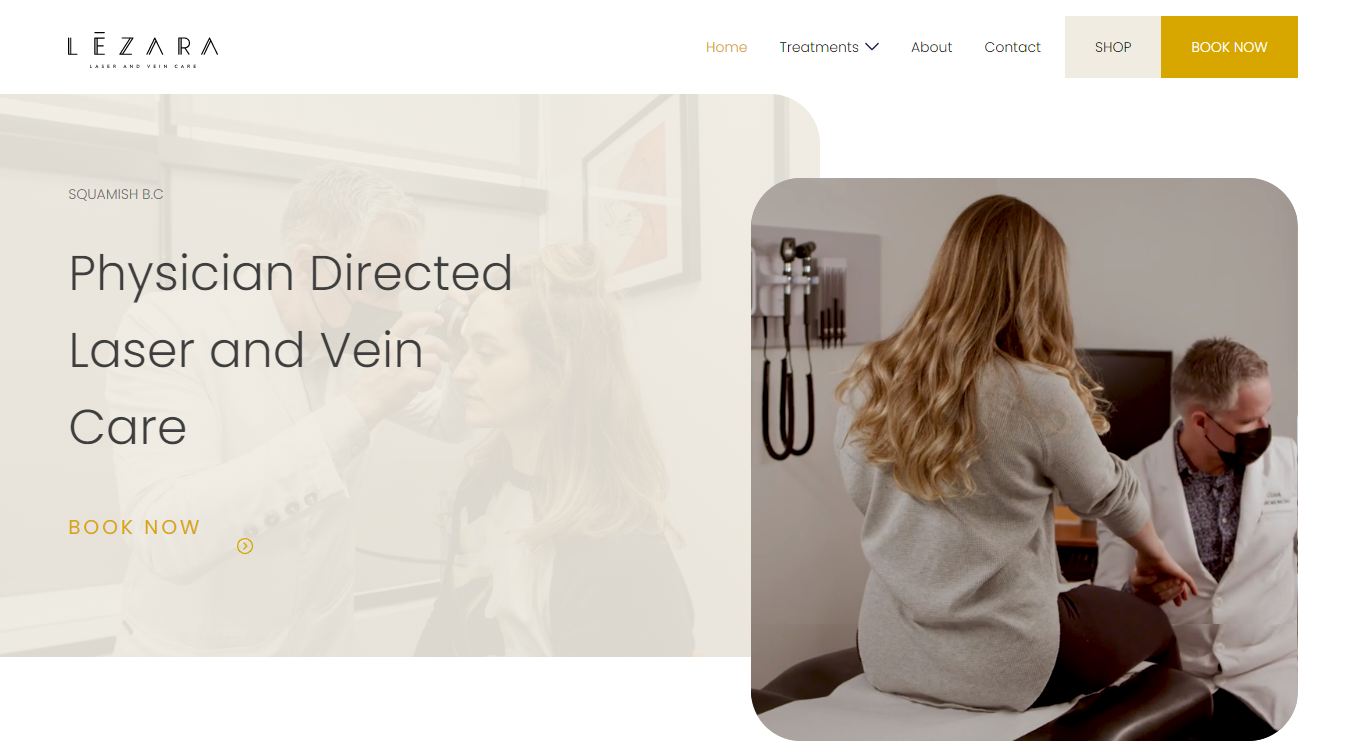 LĒZARA
LASER AND VEIN CARE
Home
Treatments
About
Contact
SHOP
BOOK NOW
SQUAMISH B.C
Physician Directed
Laser and Vein
Care
BOOK NOW